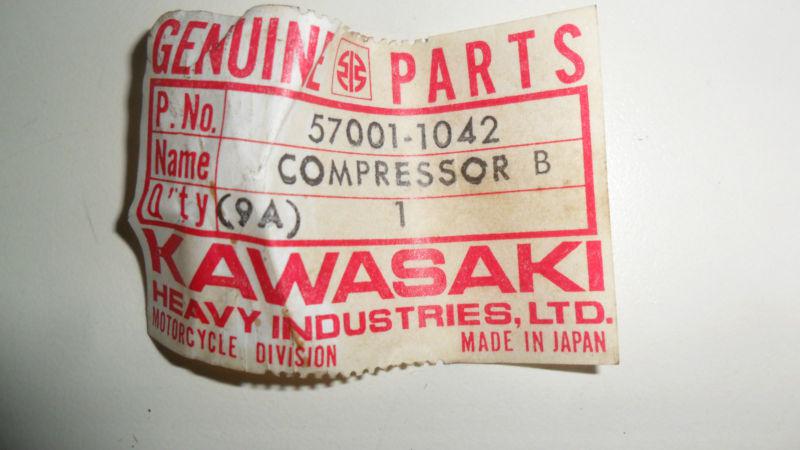 GENUINE PARTS
P. No. 57001-1042
Name COMPRESSOR B
Q'ty (9A) 1
KAWASAKI
HEAVY INDUSTRIES, LTD.
MOTORCYCLE DIVISION MADE IN JAPAN